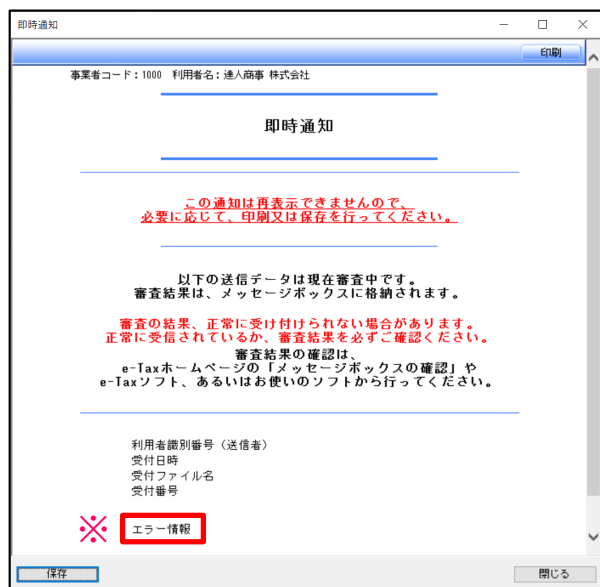 即時通知
印刷
事業者コード：1000 利用者名：達人商事 株式会社
即時通知
この通知は再表示できませんので、
必要に応じて、印刷又は保存を行ってください。
以下の送信データは現在審査中です。
審査結果は、メッセージボックスに格納されます。
審査の結果、正常に受け付けられない場合があります。
正常に受信されているか、審査結果を必ずご確認ください。
審査結果の確認は、
e-Taxホームページの「メッセージボックスの確認」や
e-Taxソフト、あるいはお使いのソフトから行ってください。
利用者識別番号（送信者）
受付日時
受付ファイル名
受付番号
※ エラー情報
保存 閉じる